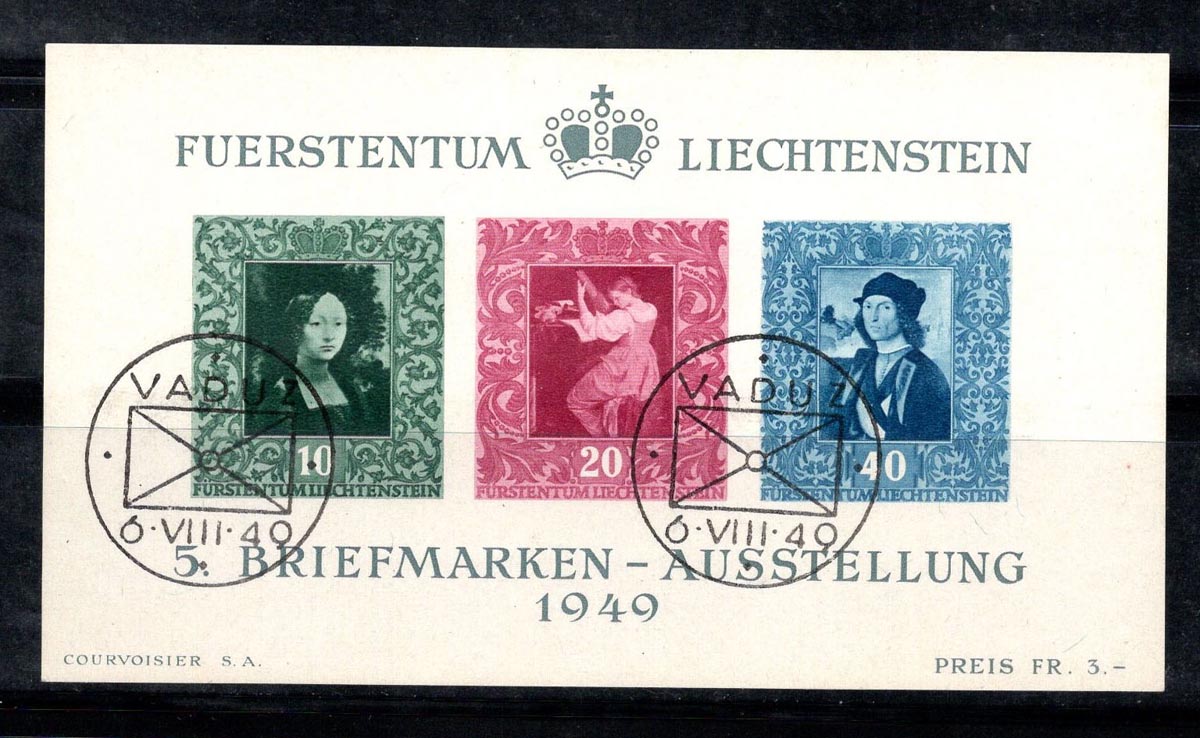 FUERSTENTUM LIECHTENSTEIN
10
FÜRSTENTUM LIECHTENSTEIN
20
FÜRSTENTUM LIECHTENSTEIN
40
FÜRSTENTUM LIECHTENSTEIN
VADUZ
6·VIII·49
VADUZ
6·VIII·49
5. BRIEFMARKEN – AUSSTELLUNG
1949
COURVOISIER S.A.
PREIS FR. 3.–